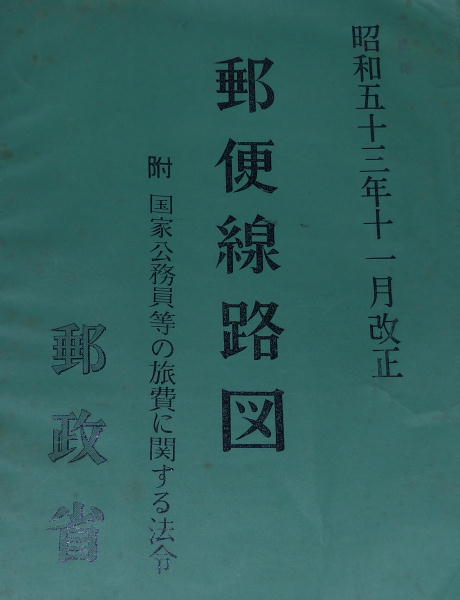 昭和五十三年十一月改正
郵便線路図
附 国家公務員等の旅費に関する法令
郵政省